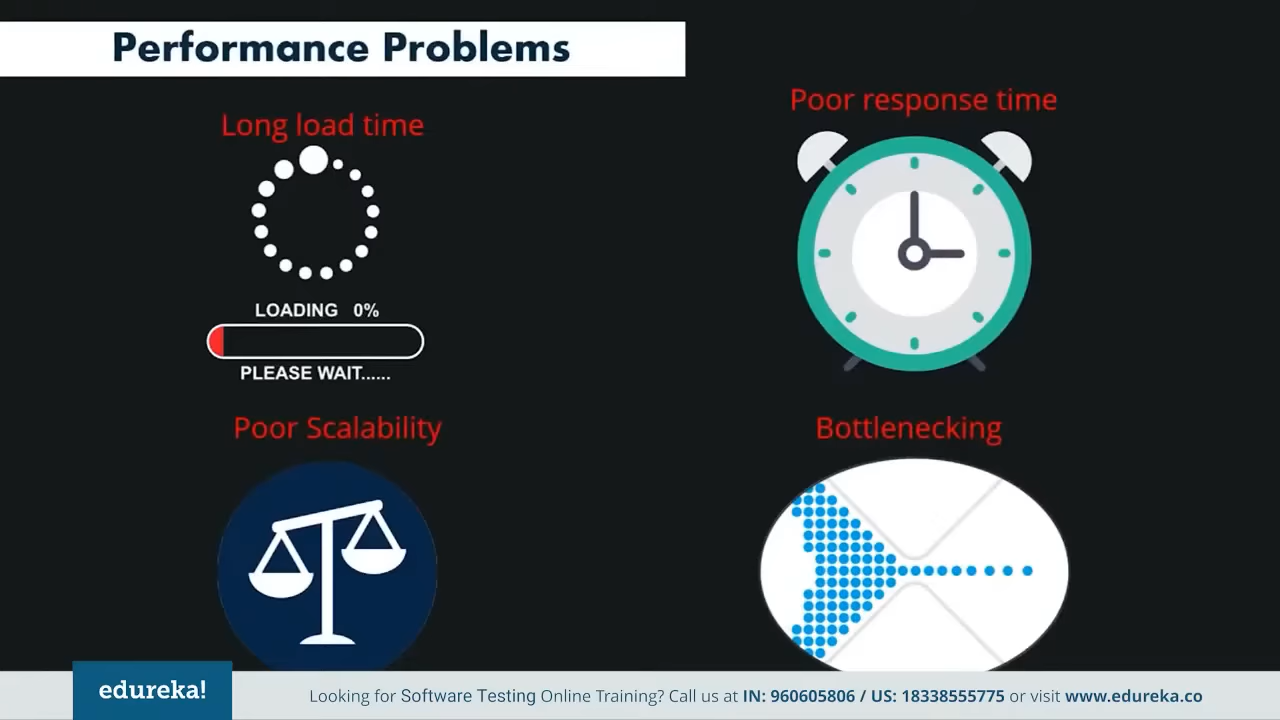 Performance Problems
Long load time
Poor response time
LOADING 0%
PLEASE WAIT......
Poor Scalability
Bottlenecking
edureka!
Looking for Software Testing Online Training? Call us at IN: 960605806 / US: 18338555775 or visit www.edureka.co